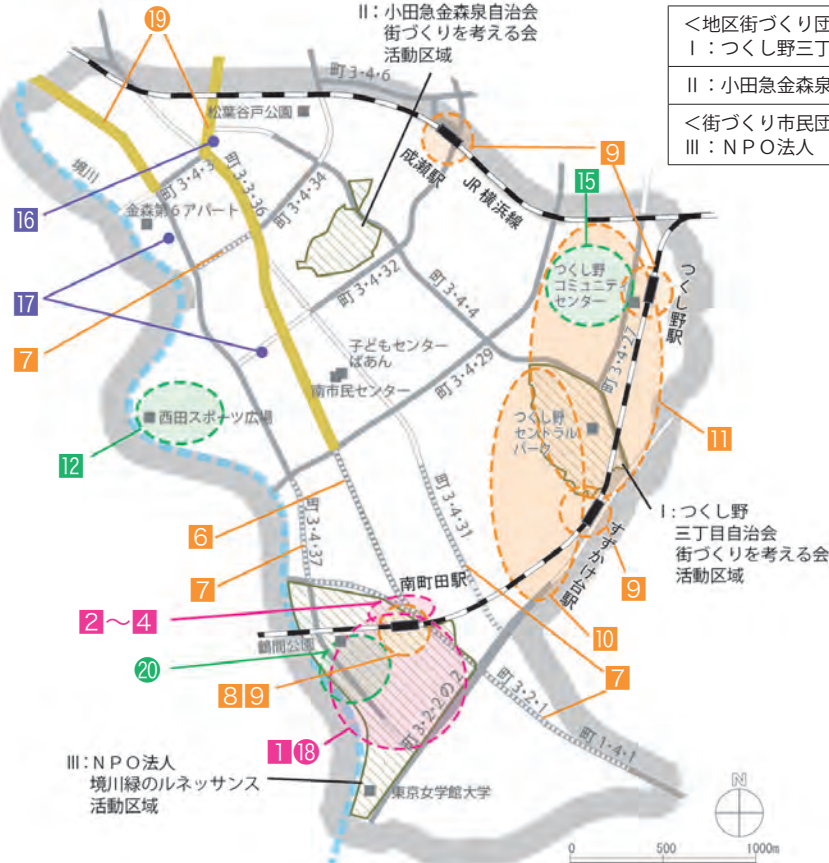 ⑲
Ⅱ：小田急金森泉自治会
街づくりを考える会
活動区域
＜地区街づくり団
Ⅰ：つくし野三丁
Ⅱ：小田急金森泉
＜街づくり市民団
Ⅲ：ＮＰＯ法人
町3・4・6
松葉谷戸公園
成瀬駅
JR横浜線
9
15
境川
町3・4・3
町3・3・36
町3・4・34
16
金森第6アパート
17
7
つくし野
コミュニティ
センター
つくし野駅
町3・4・32
町3・4・4
町3・4・27
子どもセンター
ばあん
南市民センター
町3・4・29
西田スポーツ広場
12
つくし野
セントラル
パーク
11
6
町3・4・37
町3・4・31
7
Ⅰ：つくし野
三丁目自治会
街づくりを考える会
活動区域
すずかけ台駅
9
南町田駅
2～4
10
鶴間公園
⑳
8 9
7
町3・2・1
町3・2・2の2
1 ⑱
町1・4・1
Ⅲ：ＮＰＯ法人
境川緑のルネッサンス
活動区域
東京女学館大学
N
0 500 1000m